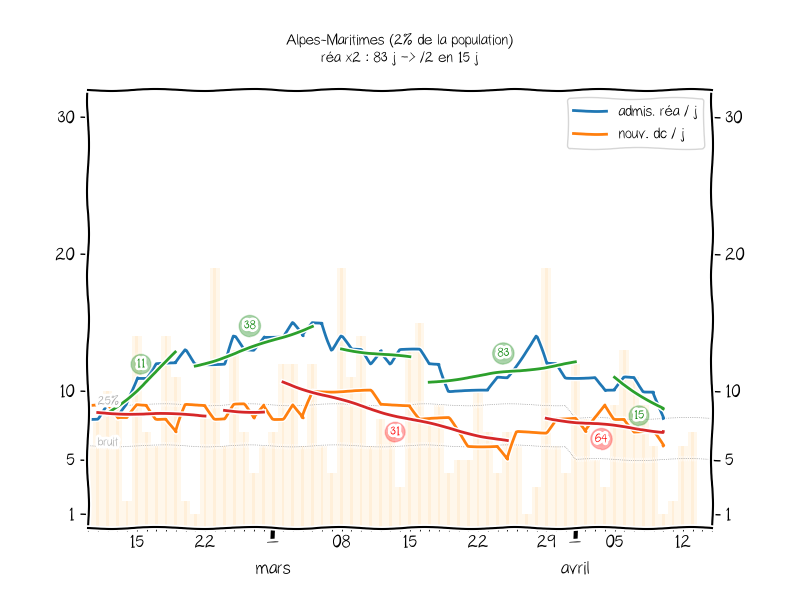 Alpes-Maritimes (2% de la population)
réa x2 : 83 j -> /2 en 15 j
admis. réa / j
nouv. dc / j
30
30
20
20
38
83
11
10
10
25%
15
31
64
bruit
5
5
1
1
15 22 1 08 15 22 29 1 05 12
mars avril